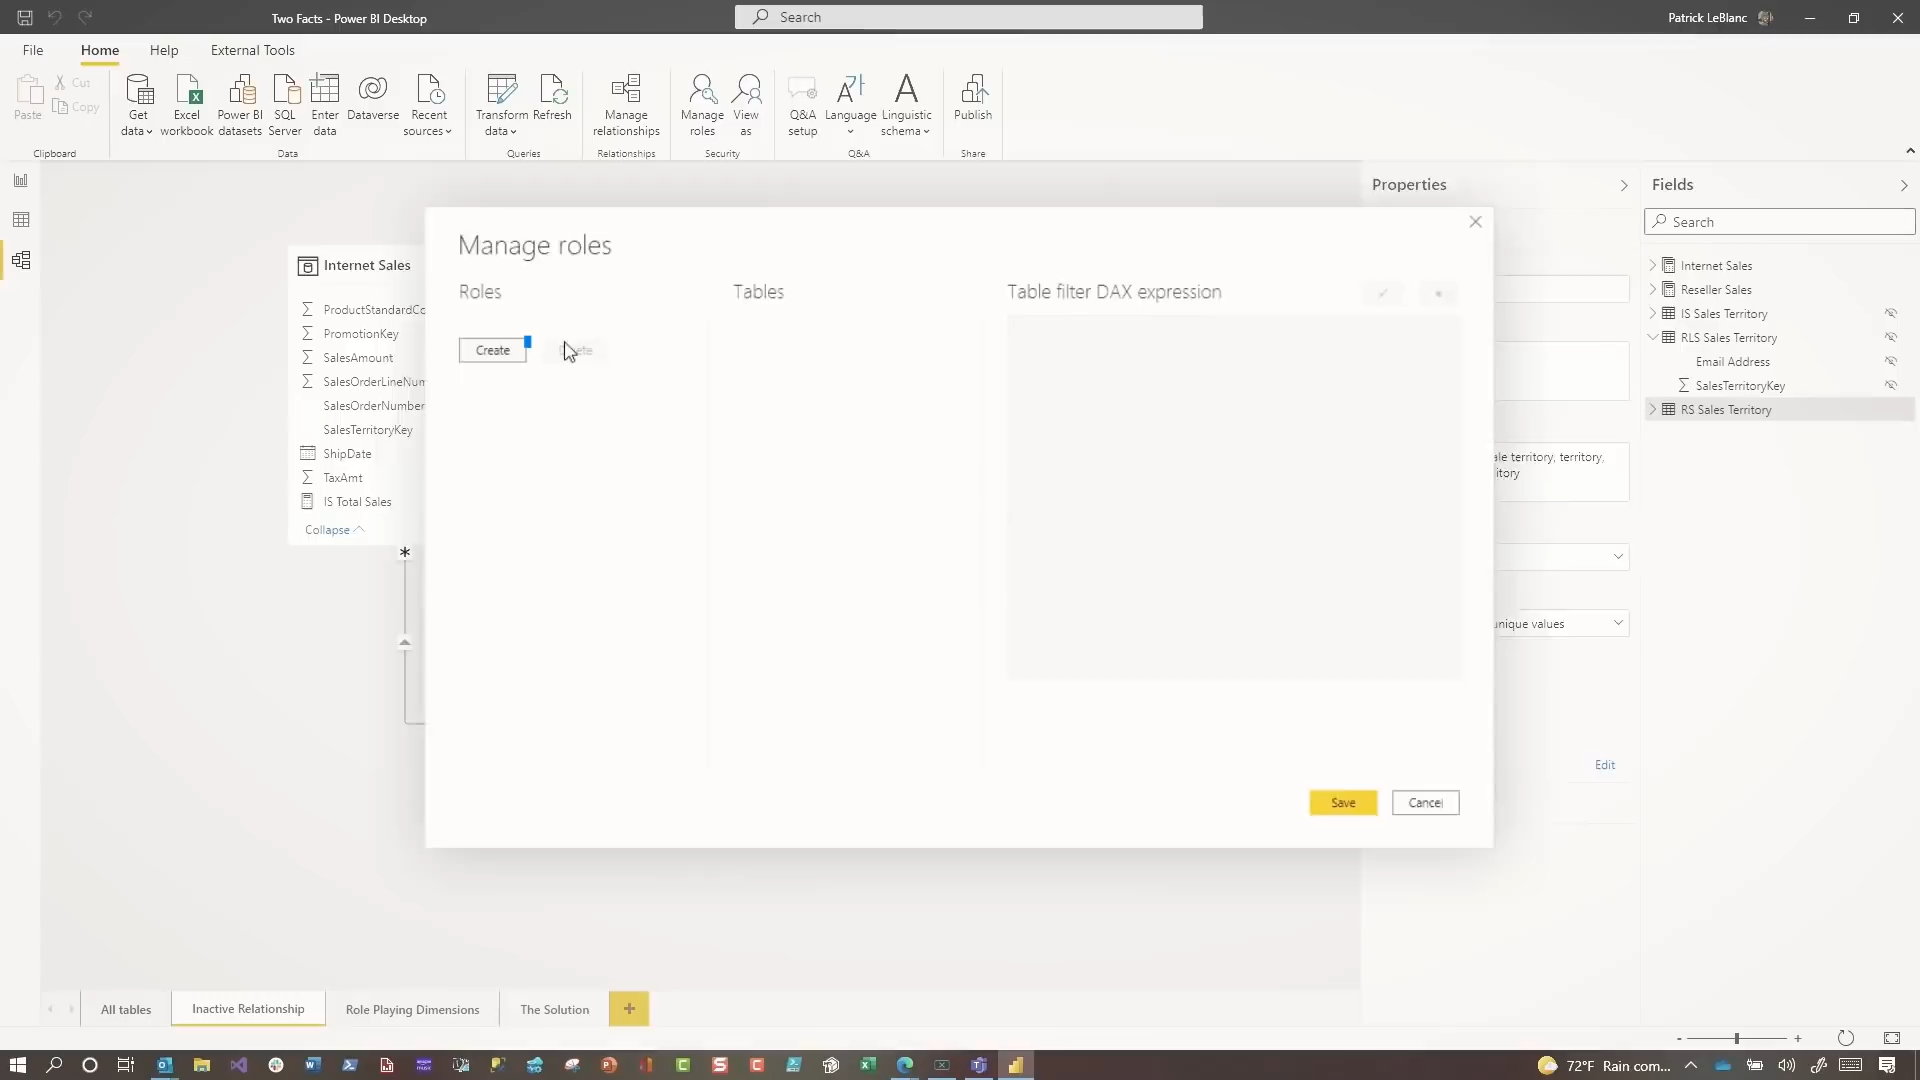 Two Facts - Power BI Desktop
Search
Patrick LeBlanc
File
Home
Help
External Tools
Paste
Cut
Copy
Clipboard
Get data
Excel workbook
Power BI datasets
SQL Server
Enter data
Dataverse
Recent sources
Data
Transform data
Refresh
Queries
Manage relationships
Relationships
Manage roles
View as
Security
Q&A setup
Language
Linguistic schema
Q&A
Publish
Share
Internet Sales
ProductStandardCo
PromotionKey
SalesAmount
SalesOrderLineNum
SalesOrderNumber
SalesTerritoryKey
ShipDate
TaxAmt
IS Total Sales
Collapse
Manage roles
Roles
Tables
Table filter DAX expression
Create
Save
Cancel
Properties
ale territory, territory,
itory
unique values
Edit
Fields
Search
Internet Sales
Reseller Sales
IS Sales Territory
RLS Sales Territory
Email Address
SalesTerritoryKey
RS Sales Territory
All tables
Inactive Relationship
Role Playing Dimensions
The Solution
72°F Rain com...